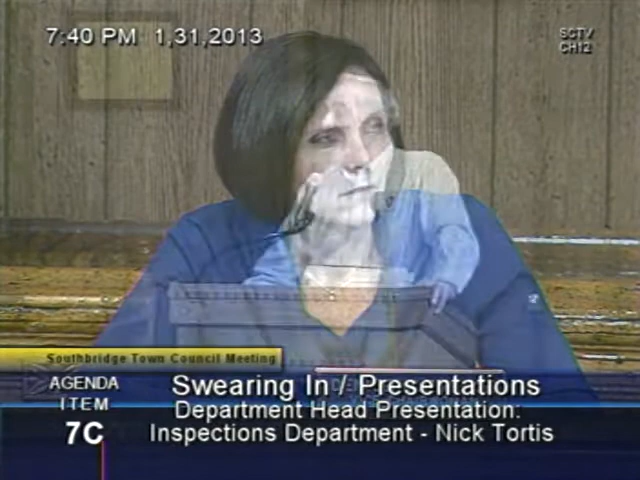 7:40 PM 1,31,2013
SCTV
CH12
Southbridge Town Council Meeting
AGENDA
ITEM
7C
Swearing In / Presentations
Department Head Presentation:
Inspections Department - Nick Tortis